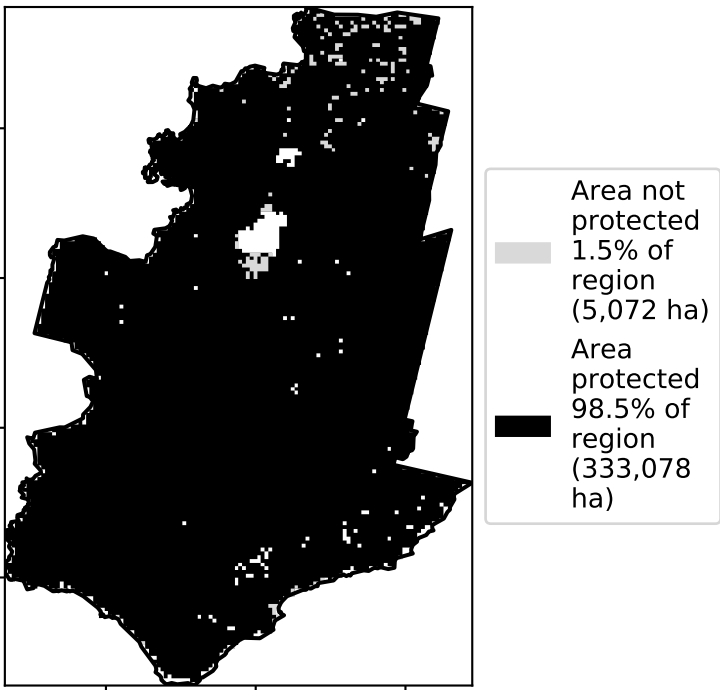 Area not
protected
1.5% of
region
(5,072 ha)
Area
protected
98.5% of
region
(333,078
ha)